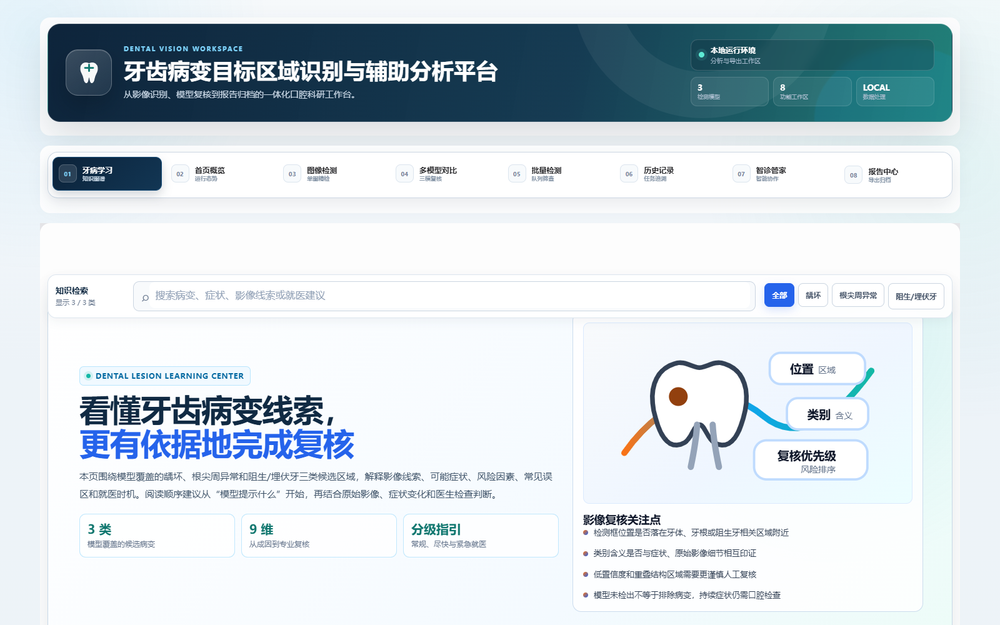 DENTAL VISION WORKSPACE
牙齿病变目标区域识别与辅助分析平台
从影像识别、模型复核到报告归档的一体化口腔科研工作台。
本地运行环境
分析与导出工作区
3
检测模型
8
功能工作区
LOCAL
数据处理
01
牙病学习
知识图谱
02
首页概览
运行态势
03
图像检测
单图精检
04
多模型对比
三模复核
05
批量检测
队列筛查
06
历史记录
任务追溯
07
智诊管家
智能协作
08
报告中心
导出归档
知识检索
显示 3 / 3 类
搜索病变、症状、影像线索或就医建议
全部
龋坏
根尖周异常
阻生/埋伏牙
DENTAL LESION LEARNING CENTER
看懂牙齿病变线索，
更有依据地完成复核
本页围绕模型覆盖的龋坏、根尖周异常和阻生/埋伏牙三类候选区域，解释影像线索、可能症状、风险因素、常见误
区和就医时机。阅读顺序建议从“模型提示什么”开始，再结合原始影像、症状变化和医生检查判断。
3 类
模型覆盖的候选病变
9 维
从成因到专业复核
分级指引
常规、尽快与紧急就医
位置 区域
类别 含义
复核优先级
风险排序
影像复核关注点
检测框位置是否落在牙体、牙根或阻生牙相关区域附近
类别含义是否与症状、原始影像细节相互印证
低置信度和重叠结构区域需要更谨慎人工复核
模型未检出不等于排除病变，持续症状仍需口腔检查